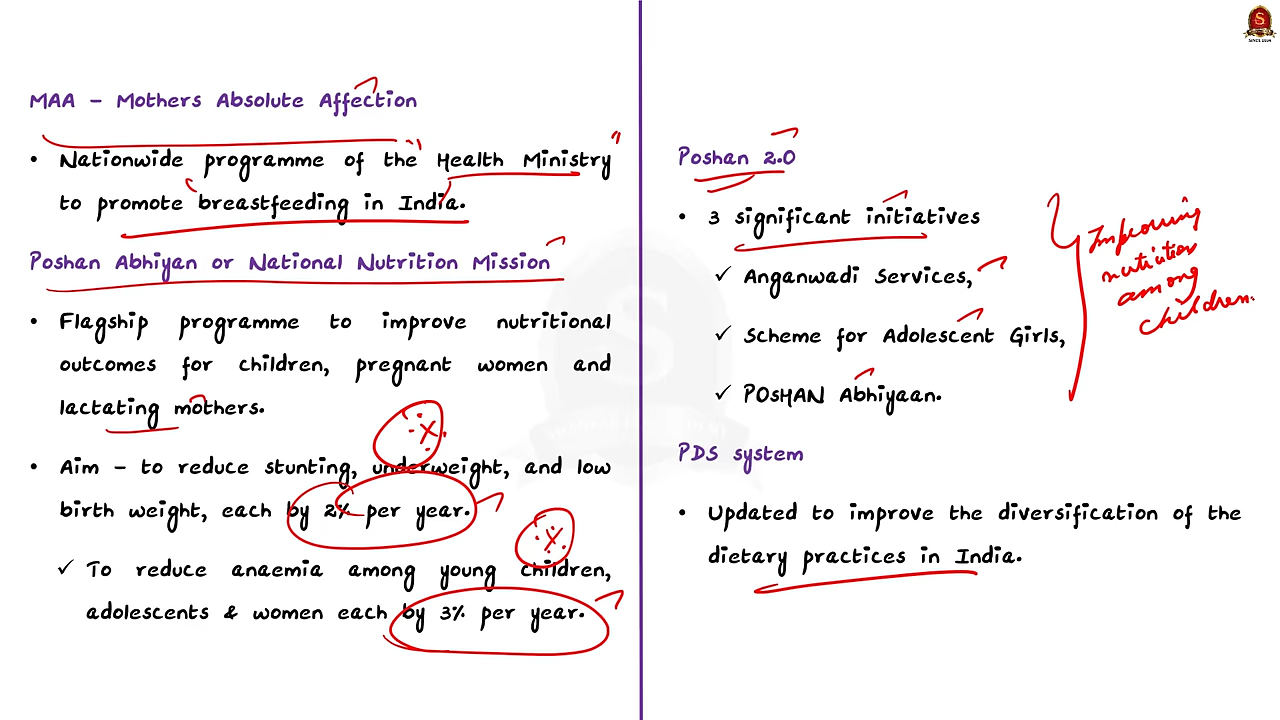 MAA – Mothers Absolute Affection
• Nationwide programme of the Health Ministry
to promote breastfeeding in India.
Poshan Abhiyan or National Nutrition Mission
• Flagship programme to improve nutritional
outcomes for children, pregnant women and
lactating mothers.
• Aim – to reduce stunting, underweight, and low
birth weight, each by 2% per year.
✓ To reduce anaemia among young children,
adolescents & women each by 3% per year.
Poshan 2.0
• 3 significant initiatives
✓ Anganwadi Services,
✓ Scheme for Adolescent Girls,
✓ POSHAN Abhiyaan.
Improving
nutrition
among
children.
PDS system
• Updated to improve the diversification of the
dietary practices in India.
S
SINCE 2004